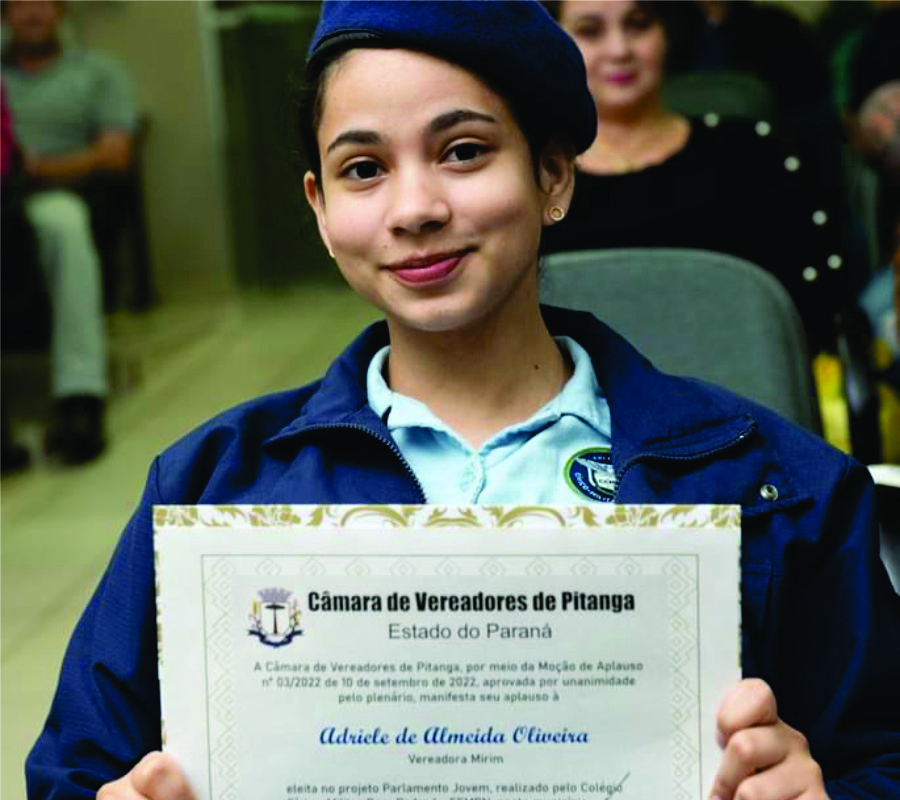 Câmara de Vereadores de Pitanga
Estado do Paraná
A Câmara de Vereadores de Pitanga, por meio da Moção de Aplauso
nº 03/2022 de 10 de setembro de 2022, aprovada por unanimidade
pelo plenário, manifesta seu aplauso à
Adriele de Almeida Oliveira
Vereadora Mirim
eleita no projeto Parlamento Jovem, realizado pelo Colégio